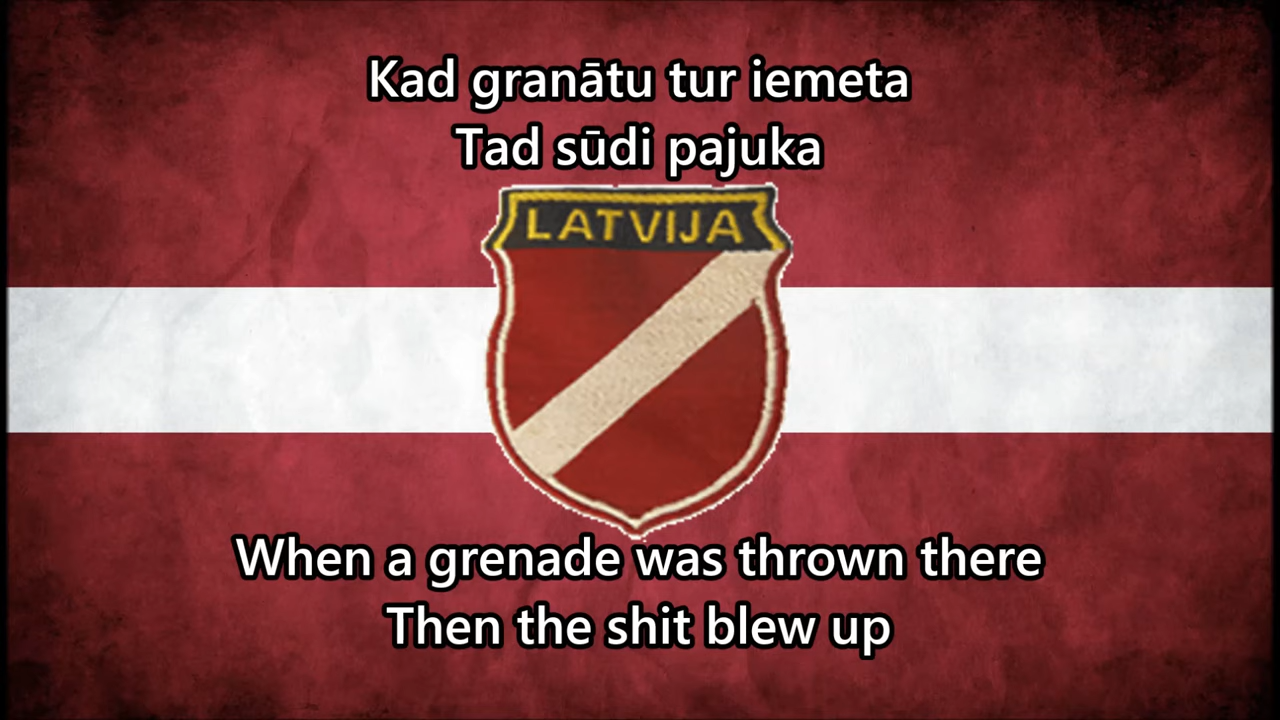 Kad granātu tur iemeta
Tad sūdi pajuka
LATVIJA
When a grenade was thrown there
Then the shit blew up